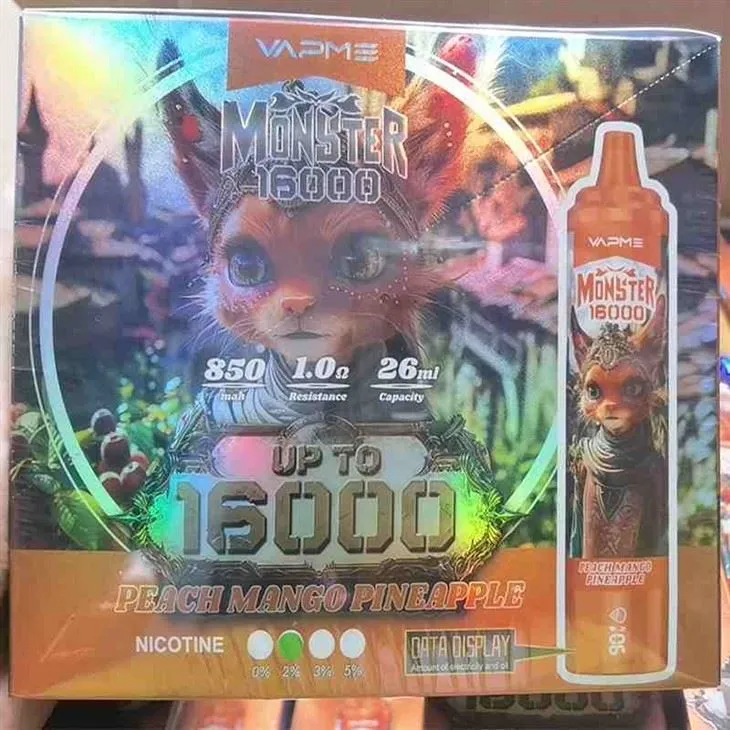 VAPME
MONSTER
16000
850 mah
1.0Ω Resistance
26ml Capacity
UP TO
16000
PEACH MANGO PINEAPPLE
NICOTINE
0% 2% 3% 5%
DATA DISPLAY
Amount of electricity and oil
VAPME
MONSTER
16000
PEACH MANGO
PINEAPPLE